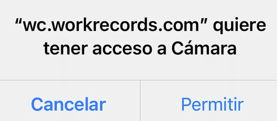 “wc.workrecords.com” quiere
tener acceso a Cámara
Cancelar
Permitir